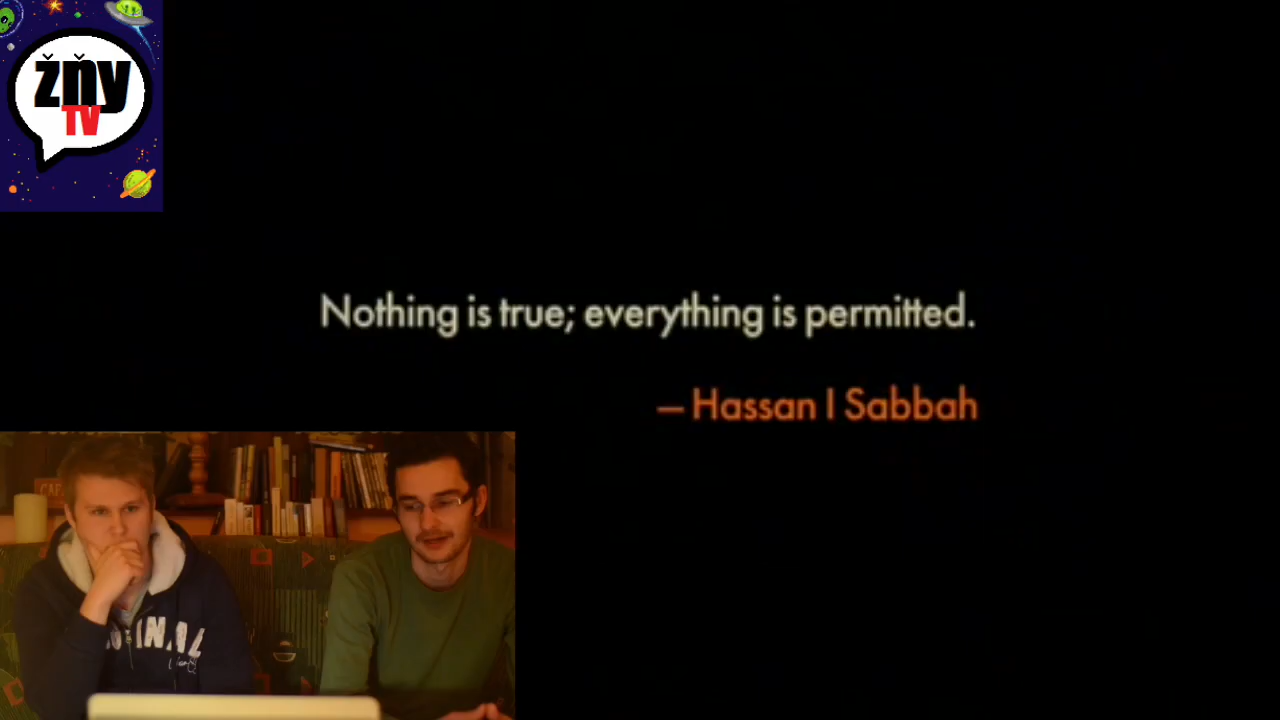 žňy
TV
Nothing is true; everything is permitted.
– Hassan I Sabbah